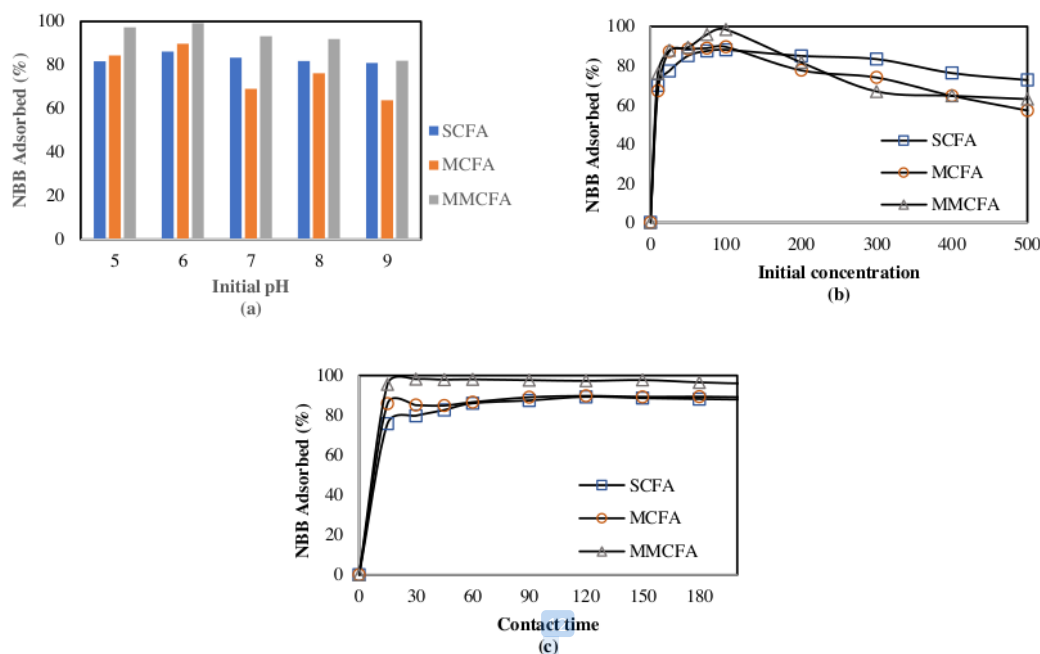 100
80
60
40
20
0
NBB Adsorbed (%)
5 6 7 8 9
Initial pH
(a)
SCFA
MCFA
MMCFA
100
80
60
40
20
0
NBB Adsorbed (%)
0 100 200 300 400 500
Initial concentration
(b)
SCFA
MCFA
MMCFA
100
80
60
40
20
0
NBB Adsorbed (%)
0 30 60 90 120 150 180
Contact time
(c)
SCFA
MCFA
MMCFA